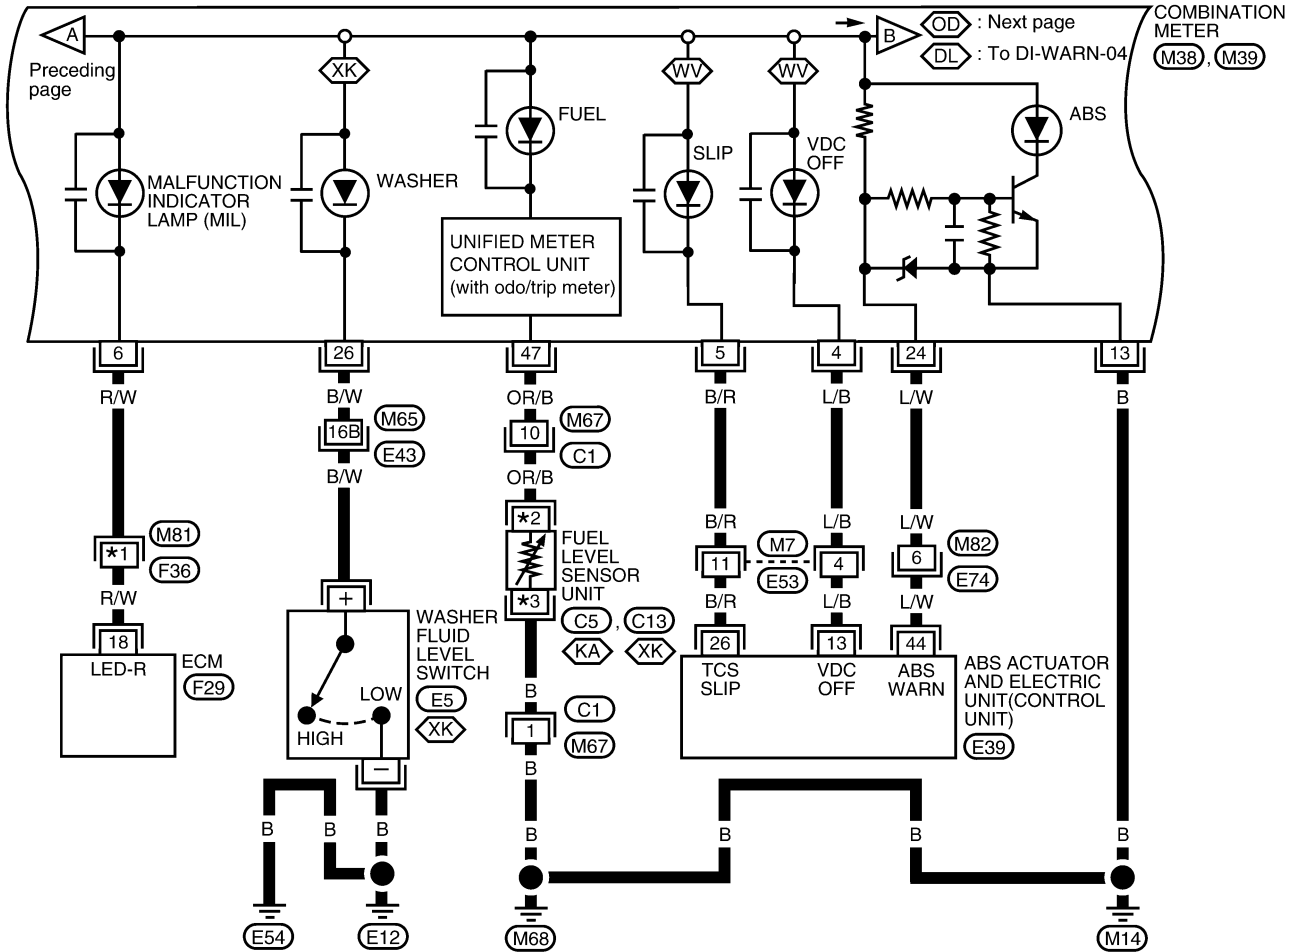 A
Preceding
page
XK
WV
WV
B
OD : Next page
DL : To DI-WARN-04
COMBINATION
METER
M38 , M39
FUEL
ABS
SLIP
VDC
OFF
MALFUNCTION
INDICATOR
LAMP (MIL)
WASHER
UNIFIED METER
CONTROL UNIT
(with odo/trip meter)
6
26
47
5
4
24
13
R/W
B/W
OR/B
B/R
L/B
L/W
B
16B
M65
E43
10
M67
C1
B/W
OR/B
*2
B/R
L/B
L/W
*1
M81
F36
FUEL
LEVEL
SENSOR
UNIT
11
M7
E53
4
6
M82
E74
R/W
+
*3
C5 , C13
KA
XK
B/R
L/B
L/W
18
26
13
44
LED-R
ECM
F29
WASHER
FLUID
LEVEL
SWITCH
E5
XK
LOW
HIGH
−
B
1
C1
M67
B
TCS
SLIP
VDC
OFF
ABS
WARN
ABS ACTUATOR
AND ELECTRIC
UNIT(CONTROL
UNIT)
E39
B
B
B
B
B
B
B
E54
E12
M68
M14